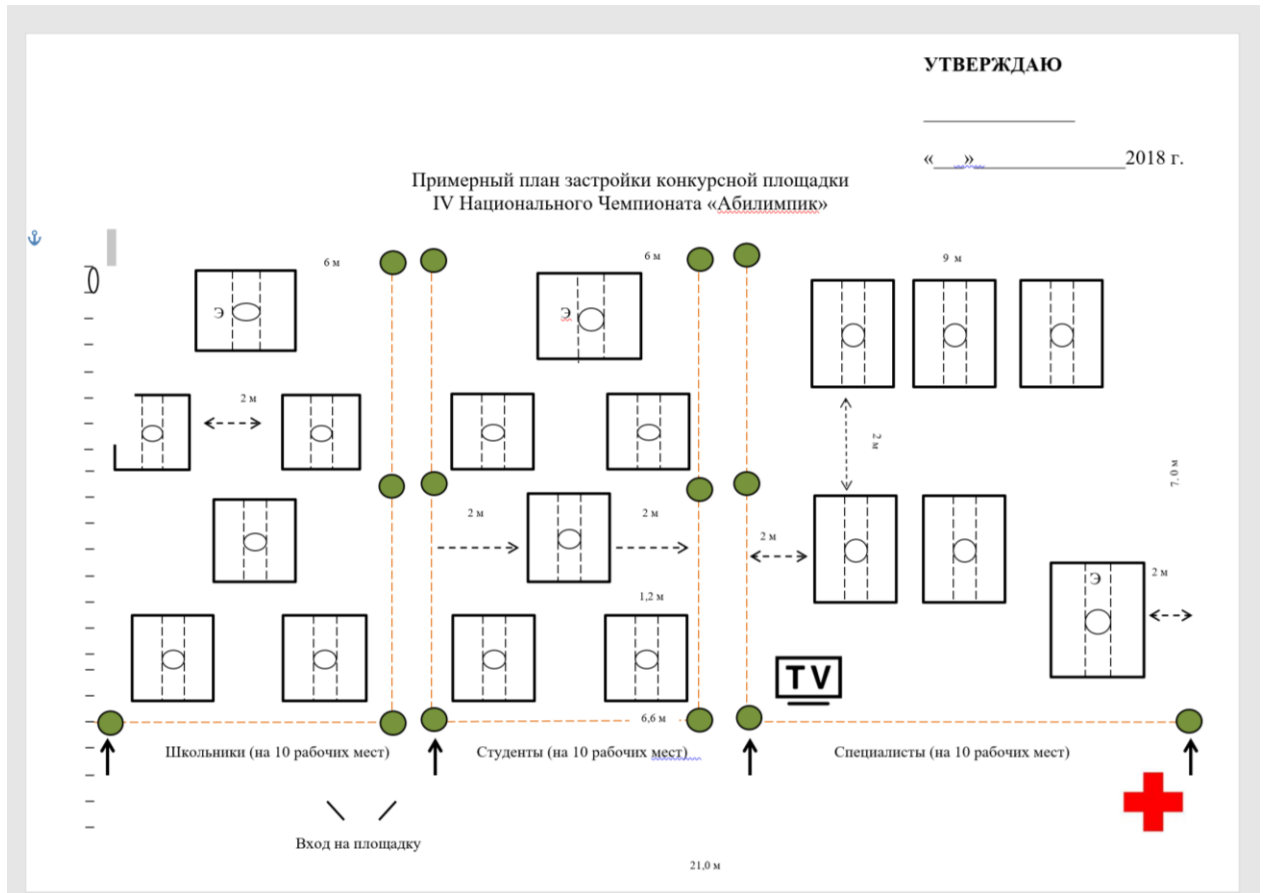 УТВЕРЖДАЮ
«___»__________________2018 г.
Примерный план застройки конкурсной площадки
IV Национального Чемпионата «Абилимпик»
6 м
6 м
9 м
Э
Э
2 м
2 м
7. 0 м
2 м
2 м
2 м
Э
2 м
1,2 м
TV
6,6 м
Школьники (на 10 рабочих мест)
Студенты (на 10 рабочих мест)
Специалисты (на 10 рабочих мест)
Вход на площадку
21,0 м